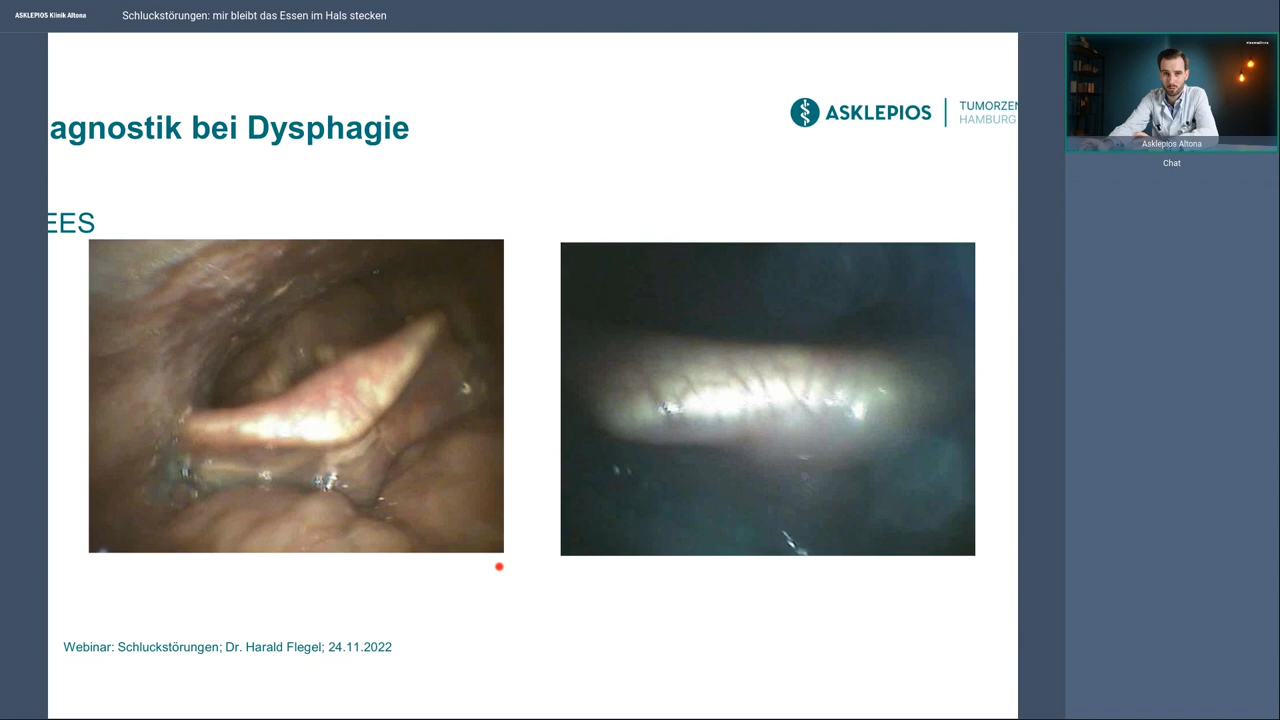 ASKLEPIOS Klinik Altona
Schluckstörungen: mir bleibt das Essen im Hals stecken
agnostik bei Dysphagie
ASKLEPIOS
TUMORZEN
HAMBURG
EES
Asklepios Altona
Chat
Webinar: Schluckstörungen; Dr. Harald Flegel; 24.11.2022